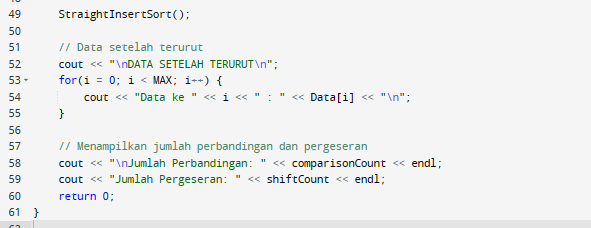 49 StraightInsertSort();
50
51 // Data setelah terurut
52 cout << "\nDATA SETELAH TERURUT\n";
53 for(i = 0; i < MAX; i++) {
54 cout << "Data ke " << i << " : " << Data[i] << "\n";
55 }
56
57 // Menampilkan jumlah perbandingan dan pergeseran
58 cout << "\nJumlah Perbandingan: " << comparisonCount << endl;
59 cout << "Jumlah Pergeseran: " << shiftCount << endl;
60 return 0;
61 }